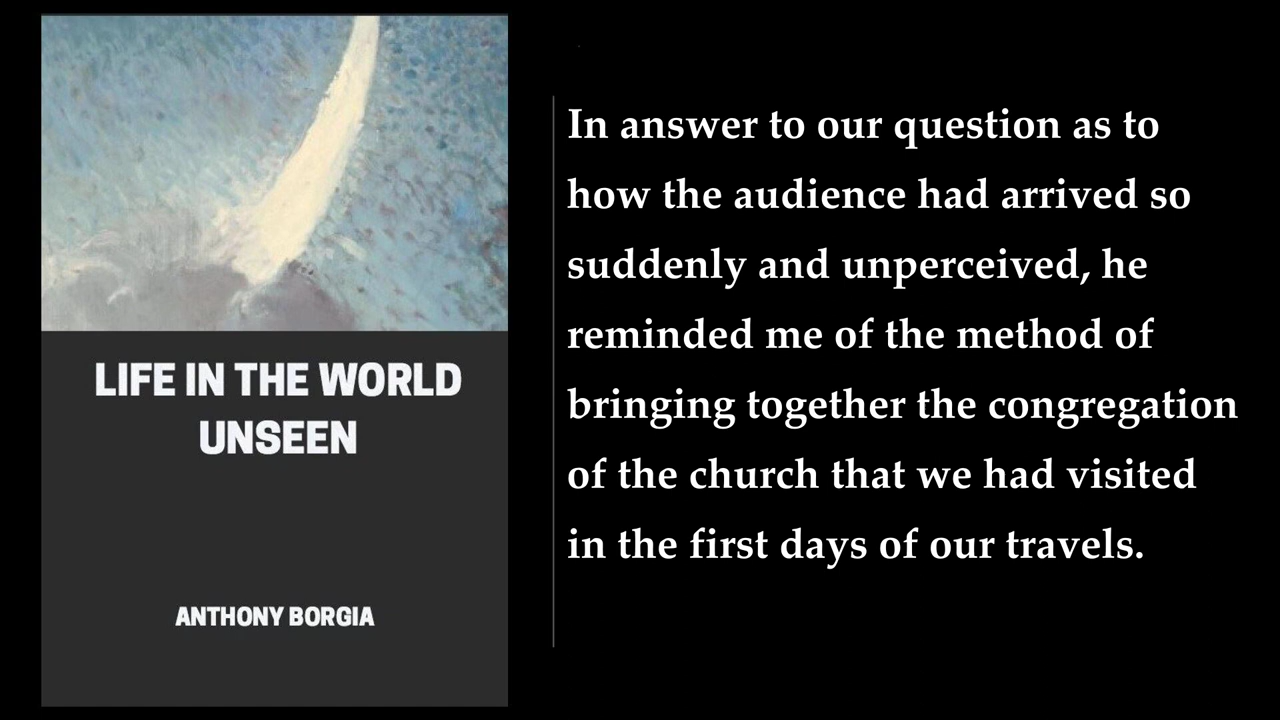 LIFE IN THE WORLD
UNSEEN
ANTHONY BORGIA
In answer to our question as to
how the audience had arrived so
suddenly and unperceived, he
reminded me of the method of
bringing together the congregation
of the church that we had visited
in the first days of our travels.